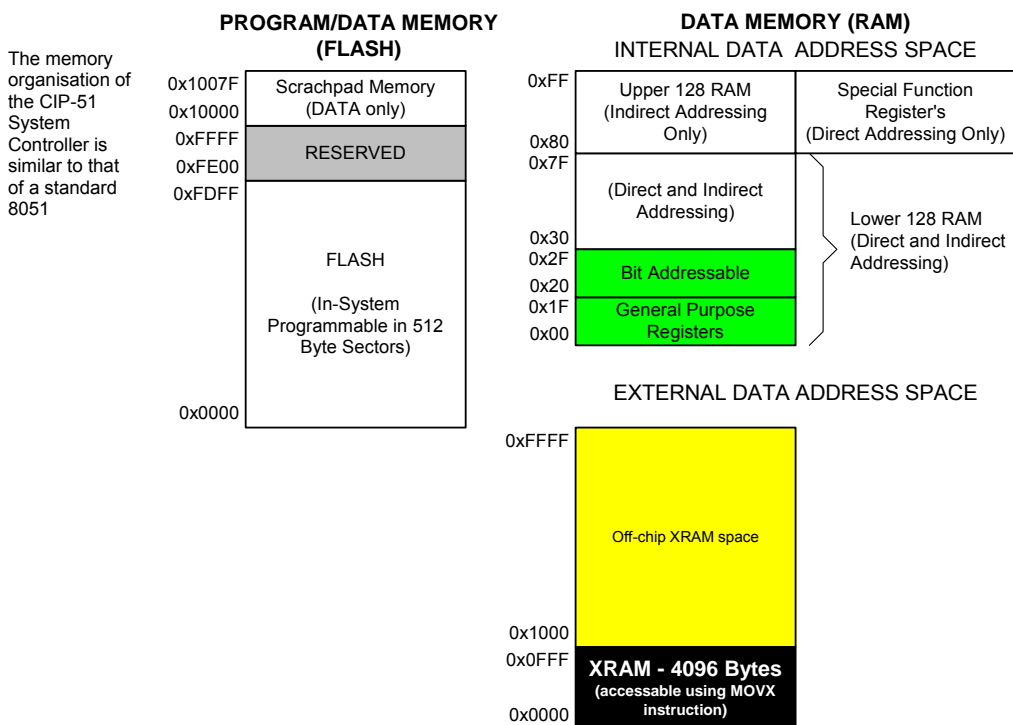 The memory
organisation of
the CIP-51
System
Controller is
similar to that
of a standard
8051
PROGRAM/DATA MEMORY
(FLASH)
0x1007F
Scrachpad Memory
0x10000
(DATA only)
0xFFFF
RESERVED
0xFE00
0xFDFF
FLASH
(In-System
Programmable in 512
Byte Sectors)
0x0000
DATA MEMORY (RAM)
INTERNAL DATA ADDRESS SPACE
0xFF
Upper 128 RAM
(Indirect Addressing
Only)
0x80
Special Function
Register's
(Direct Addressing Only)
0x7F
(Direct and Indirect
Addressing)
0x30
0x2F
Bit Addressable
0x20
0x1F
General Purpose
Registers
0x00
Lower 128 RAM
(Direct and Indirect
Addressing)
EXTERNAL DATA ADDRESS SPACE
0xFFFF
Off-chip XRAM space
0x1000
0x0FFF
XRAM - 4096 Bytes
(accessable using MOVX
instruction)
0x0000